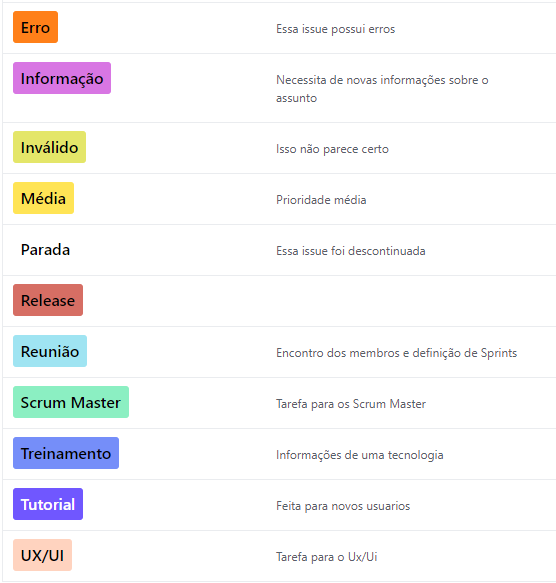 Erro
Essa issue possui erros
Informação
Necessita de novas informações sobre o
assunto
Inválido
Isso não parece certo
Média
Prioridade média
Parada
Essa issue foi descontinuada
Release
Reunião
Encontro dos membros e definição de Sprints
Scrum Master
Tarefa para os Scrum Master
Treinamento
Informações de uma tecnologia
Tutorial
Feita para novos usuarios
UX/UI
Tarefa para o Ux/Ui